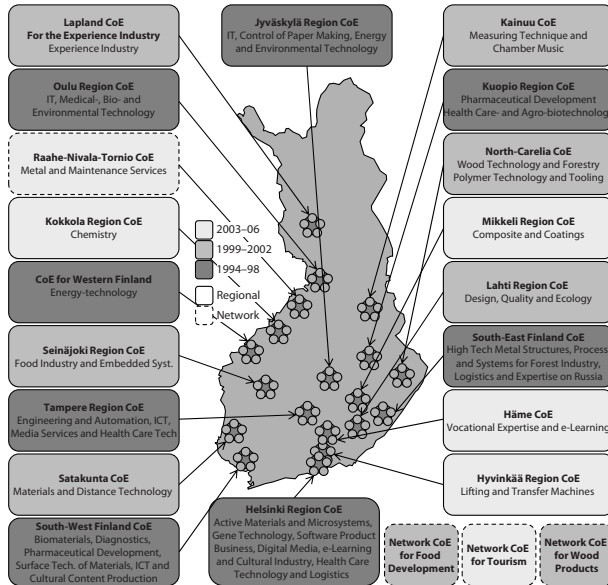 Lapland CoE
For the Experience Industry
Experience Industry
Oulu Region CoE
IT, Medical-, Bio- and
Environmental Technology
Raahe-Nivala-Tornio CoE
Metal and Maintenance Services
Kokkola Region CoE
Chemistry
CoE for Western Finland
Energy-technology
Seinäjoki Region CoE
Food Industry and Embedded Syst.
Tampere Region CoE
Engineering and Automation, ICT,
Media Services and Health Care Tech
Satakunta CoE
Materials and Distance Technology
South-West Finland CoE
Biomaterials, Diagnostics,
Pharmaceutical Development,
Surface Tech. of Materials, ICT and
Cultural Content Production
Jyväskylä Region CoE
IT, Control of Paper Making, Energy
and Environmental Technology
2003–06
1999–2002
1994–98
Regional
Network
Helsinki Region CoE
Active Materials and Microsystems,
Gene Technology, Software Product
Business, Digital Media, e-Learning
and Cultural Industry, Health Care
Technology and Logistics
Kainuu CoE
Measuring Technique and
Chamber Music
Kuopio Region CoE
Pharmaceutical Development
Health Care- and Agro-biotechnology
North-Carelia CoE
Wood Technology and Forestry
Polymer Technology and Tooling
Mikkeli Region CoE
Composite and Coatings
Lahti Region CoE
Design, Quality and Ecology
South-East Finland CoE
High Tech Metal Structures, Process
and Systems for Forest Industry,
Logistics and Expertise on Russia
Häme CoE
Vocational Expertise and e-Learning
Hyvinkää Region CoE
Lifting and Transfer Machines
Network CoE
for Food
Development
Network CoE
for Tourism
Network CoE
for Wood
Products